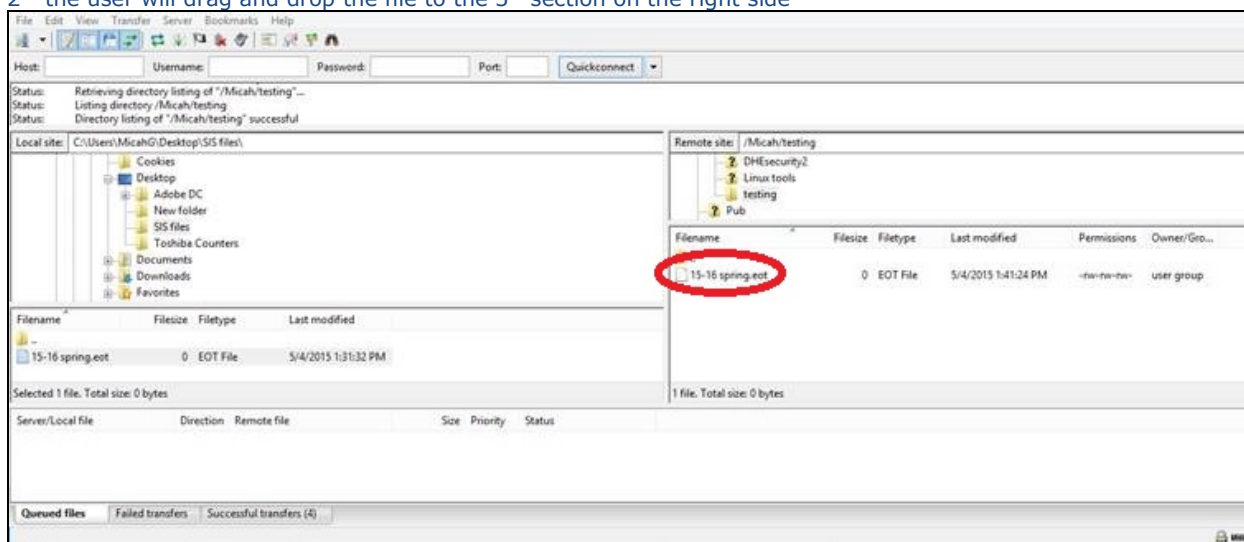 2   the user will drag and drop the file to the 3   section on the right side
File Edit View Transfer Server Bookmarks Help
Host: Username: Password: Port: Quickconnect
Status: Retrieving directory listing of "/Micah/testing"...
Status: Listing directory /Micah/testing
Status: Directory listing of "/Micah/testing" successful
Local site: C:\Users\MicahG\Desktop\SIS files\
Cookies
Desktop
Adobe DC
New folder
SIS files
Toshiba Counters
Documents
Downloads
Favorites
Filename Filesize Filetype Last modified
..
15-16 spring.eot 0 EOT File 5/4/2015 1:31:32 PM
Selected 1 file. Total size: 0 bytes
Remote site: /Micah/testing
DHEsecurity2
Linux tools
testing
Pub
Filename Filesize Filetype Last modified Permissions Owner/Gro...
15-16 spring.eot 0 EOT File 5/4/2015 1:41:24 PM -rw-rw-rw- user group
1 file. Total size: 0 bytes
Server/Local file Direction Remote file Size Priority Status
Queued files Failed transfers Successful transfers (4)